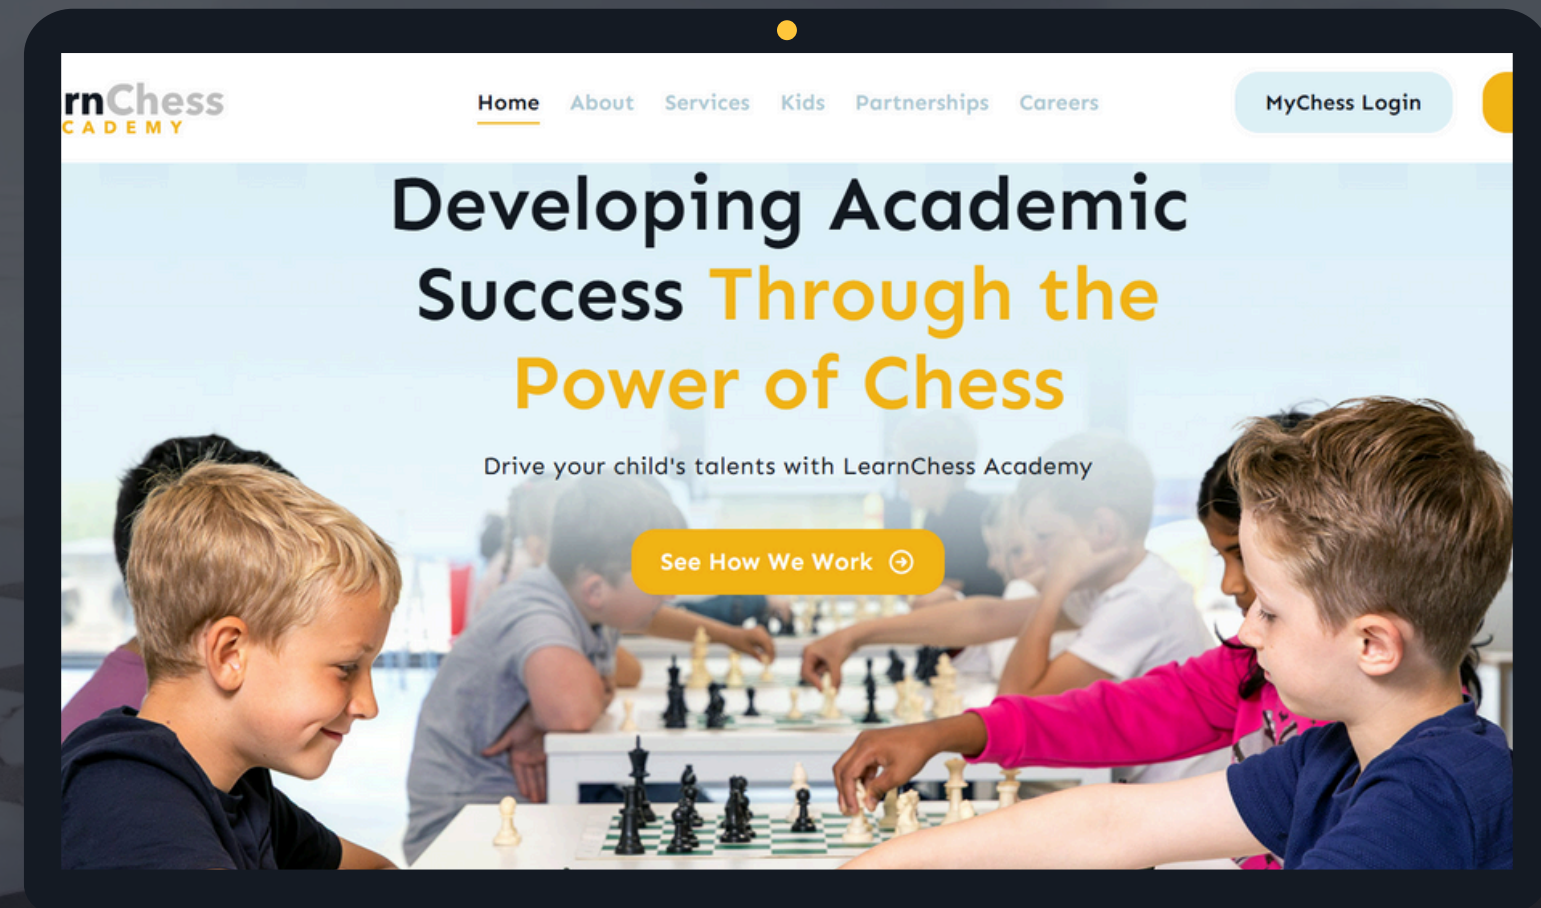 rnChess
CADEMY
Home About Services Kids Partnerships Careers
MyChess Login
Developing Academic
Success Through the
Power of Chess
Drive your child's talents with LearnChess Academy
See How We Work